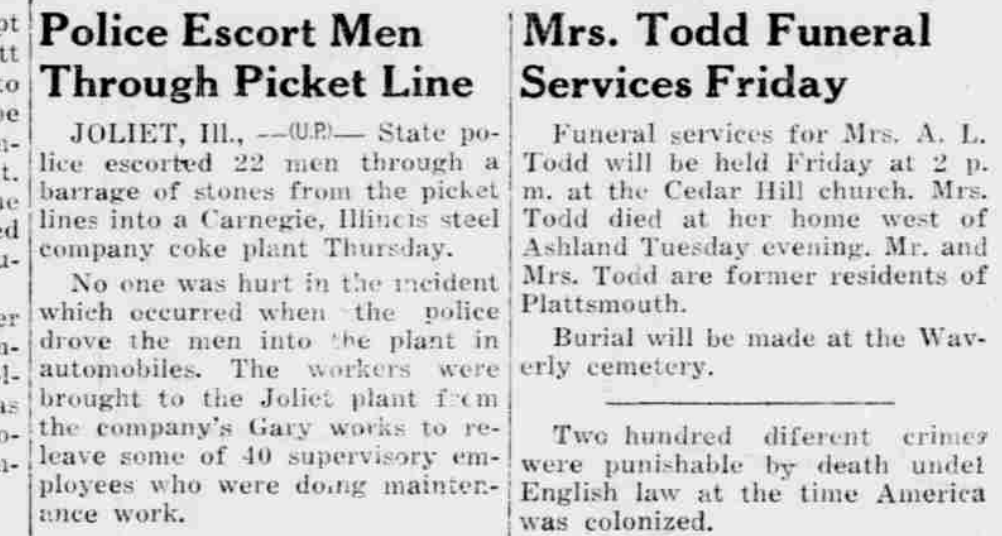 Police Escort Men
Through Picket Line
JOLIET, Ill., —(U.P.)— State po-
lice escorted 22 men through a
barrage of stones from the picket
lines into a Carnegie, Illincis steel
company coke plant Thursday.
No one was hurt in the incident
which occurred when the police
drove the men into the plant in
automobiles. The workers were
brought to the Joliet plant from
the company's Gary works to re-
leave some of 40 supervisory em-
ployees who were doing mainten-
ance work.
Mrs. Todd Funeral
Services Friday
Funeral services for Mrs. A. L.
Todd will be held Friday at 2 p.
m. at the Cedar Hill church. Mrs.
Todd died at her home west of
Ashland Tuesday evening. Mr. and
Mrs. Todd are former residents of
Plattsmouth.
Burial will be made at the Wav-
erly cemetery.
Two hundred diferent crimes
were punishable by death undei
English law at the time America
was colonized.